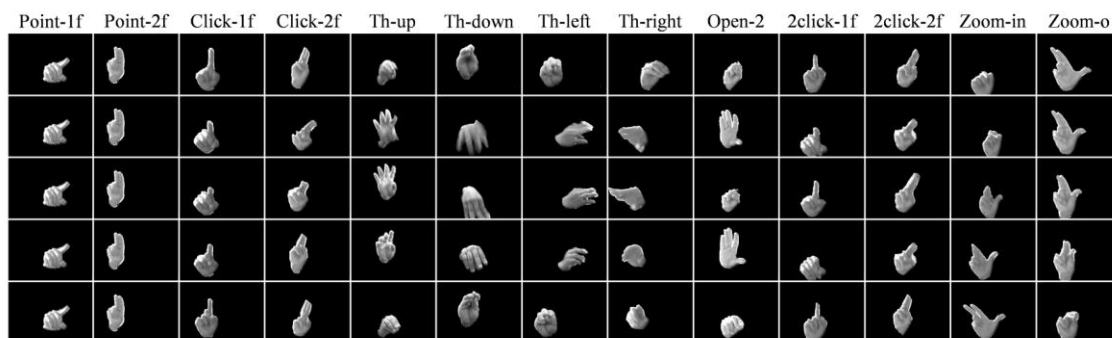 Point-1f Point-2f Click-1f Click-2f Th-up Th-down Th-left Th-right Open-2 2click-1f 2click-2f Zoom-in Zoom-o